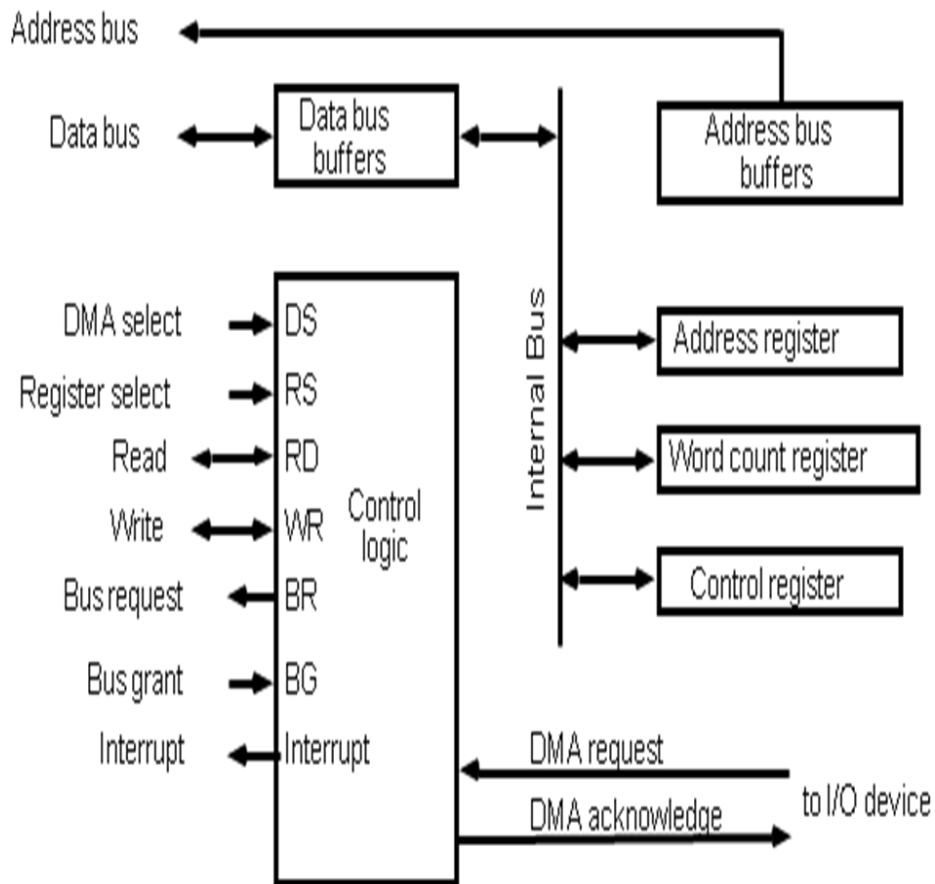 Address bus
Data bus
Data bus
buffers
Address bus
buffers
DMA select
DS
Register select
RS
Read
RD
Write
WR
Bus request
BR
Bus grant
BG
Interrupt
Interrupt
Control
logic
Internal Bus
Address register
Word count register
Control register
DMA request
DMA acknowledge
to I/O device